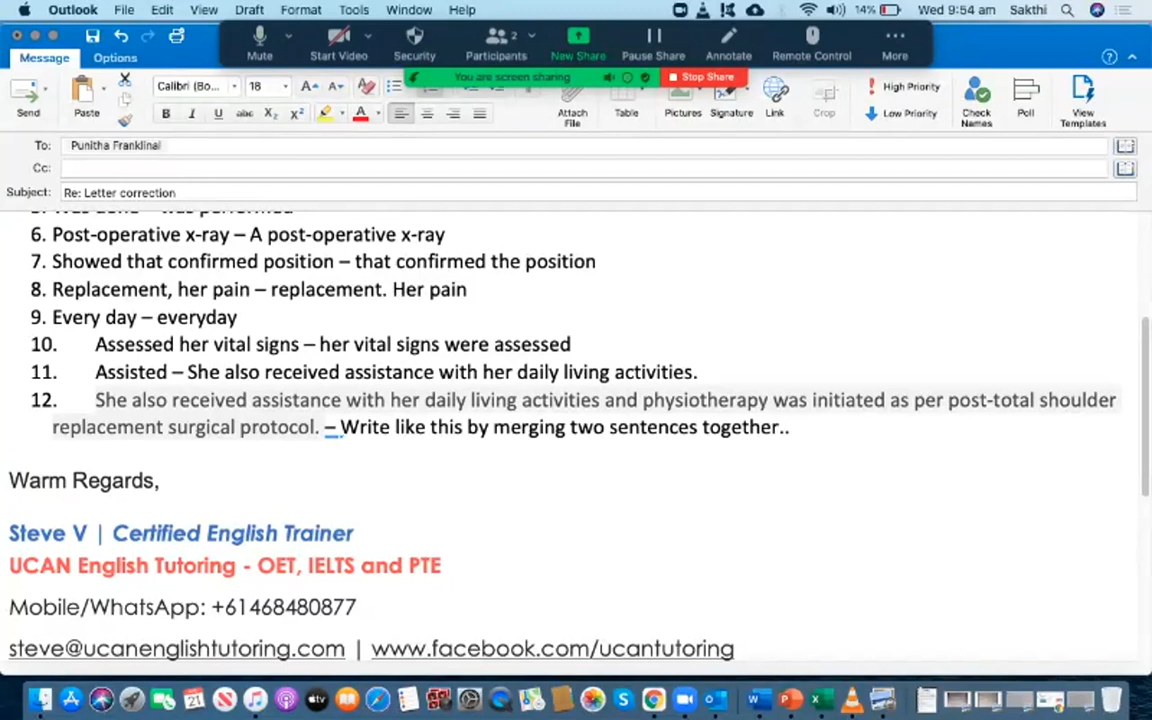 Outlook File Edit View Draft Format Tools Window Help 14% Wed 9:54 am Sakthi
Mute Start Video Security Participants 2 New Share Pause Share Annotate Remote Control More
You are screen sharing Stop Share
Message Options
Send Paste Calibri (Bo... 18 Attach File Table Pictures Signature Link Crop High Priority Low Priority Check Names Poll View Templates
To: Punitha Franklinal
Cc:
Subject: Re: Letter correction
5. Was done – was performed
6. Post-operative x-ray – A post-operative x-ray
7. Showed that confirmed position – that confirmed the position
8. Replacement, her pain – replacement. Her pain
9. Every day – everyday
10. Assessed her vital signs – her vital signs were assessed
11. Assisted – She also received assistance with her daily living activities.
12. She also received assistance with her daily living activities and physiotherapy was initiated as per post-total shoulder
replacement surgical protocol. – Write like this by merging two sentences together..
Warm Regards,
Steve V | Certified English Trainer
UCAN English Tutoring - OET, IELTS and PTE
Mobile/WhatsApp: +61468480877
steve@ucanenglishtutoring.com | www.facebook.com/ucantutoring